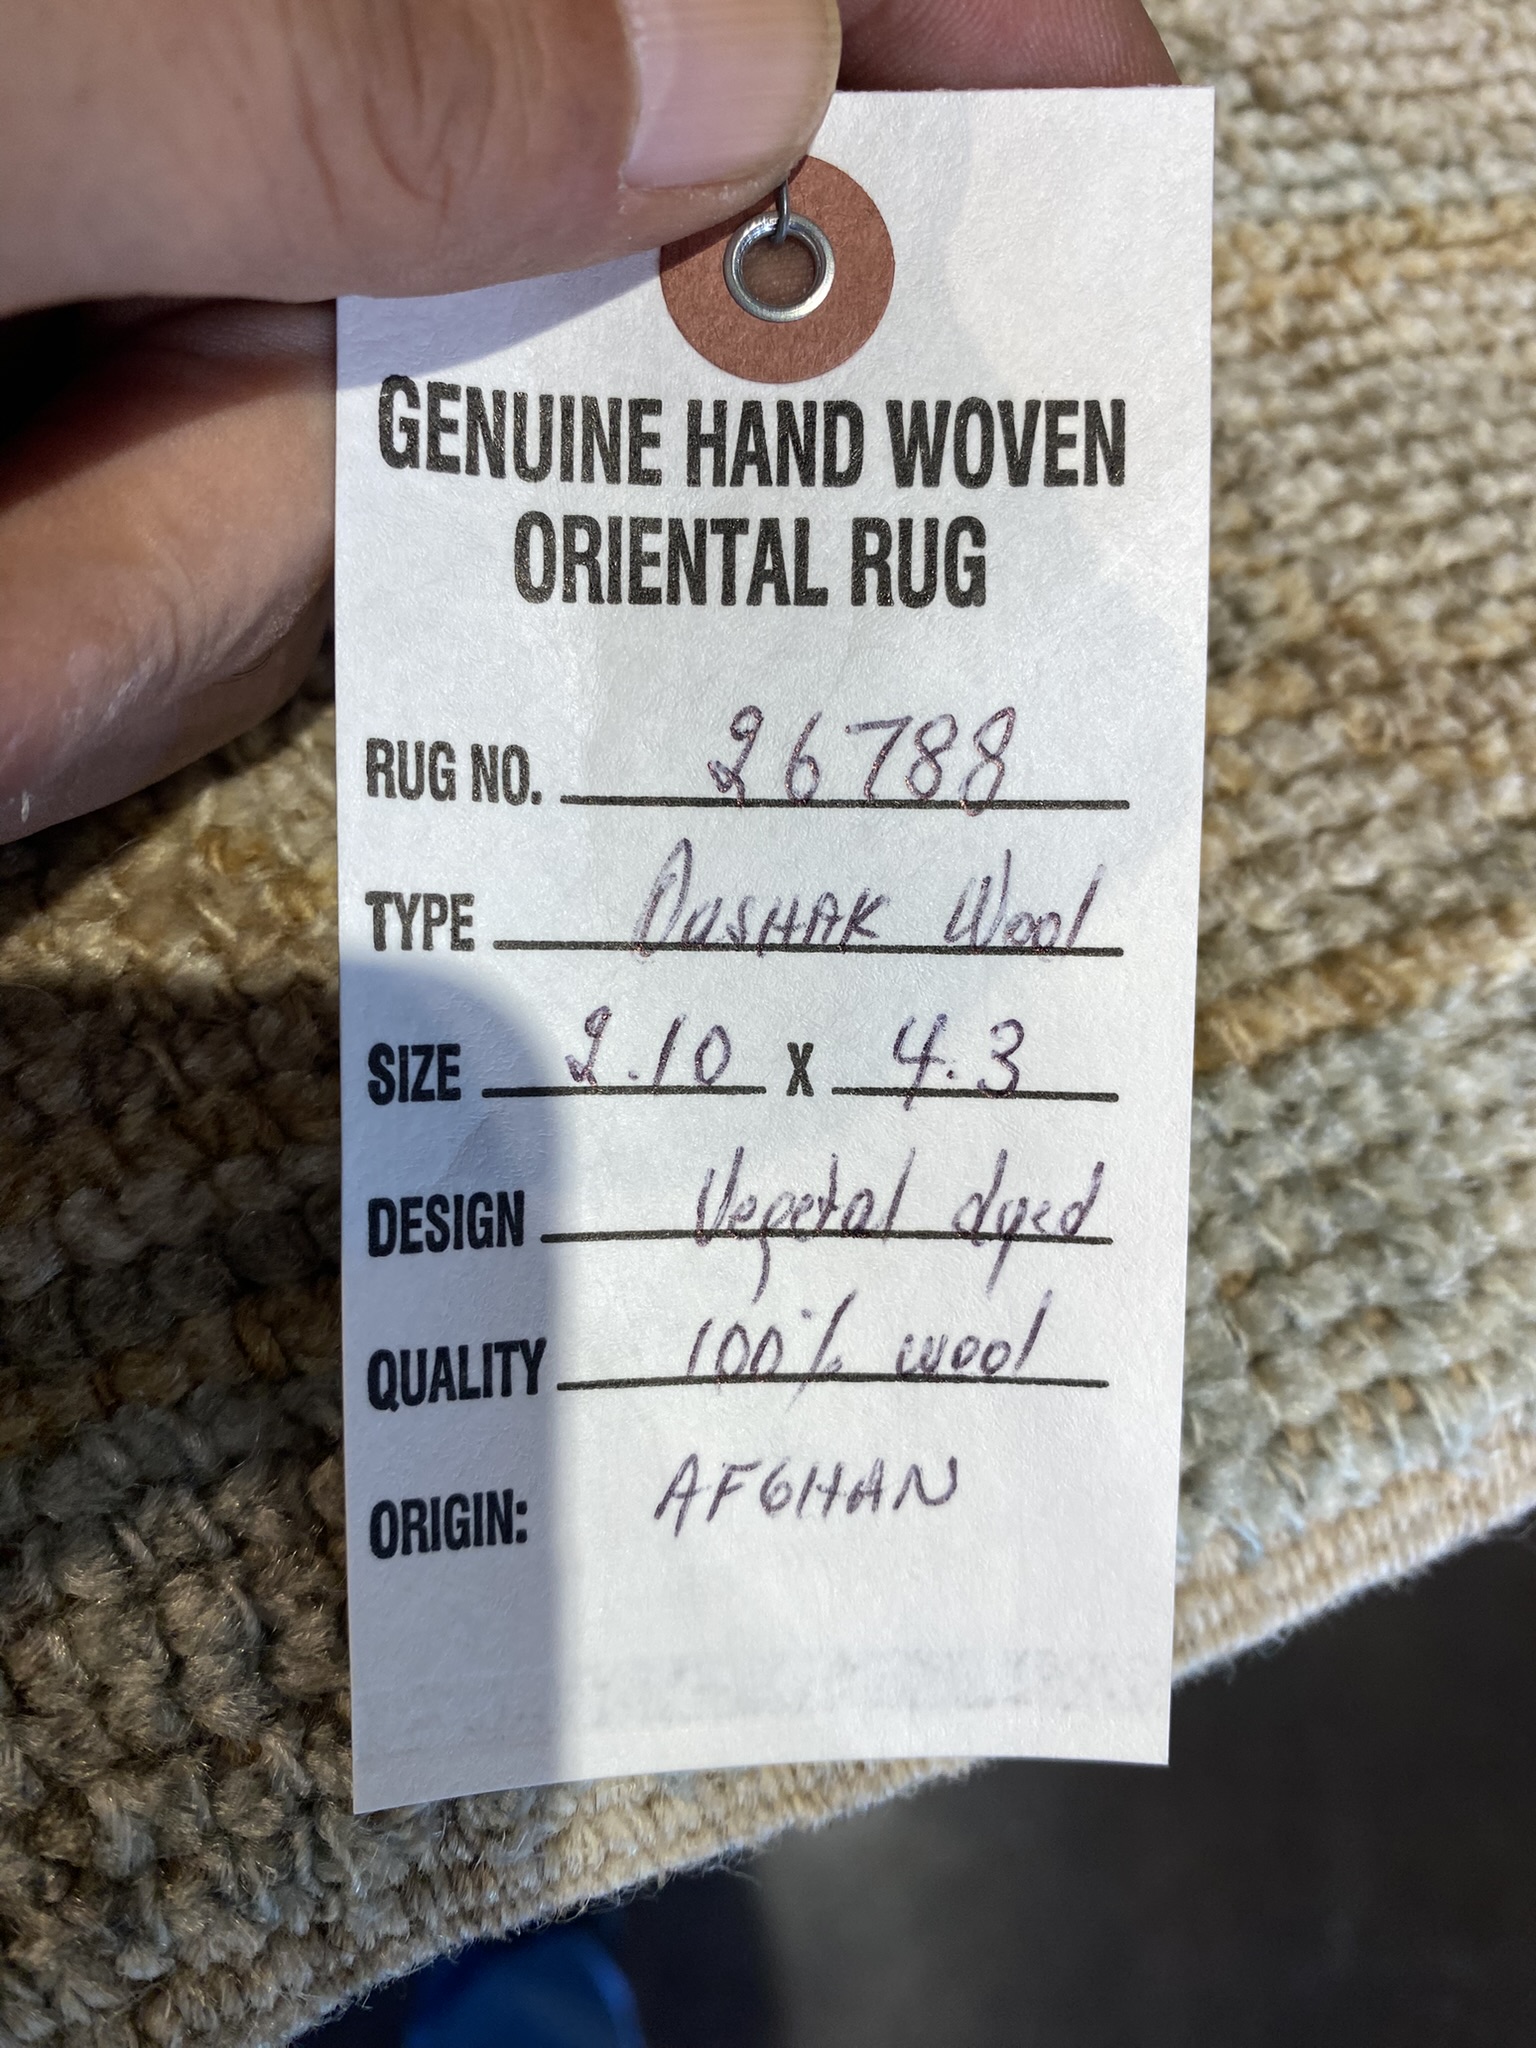 GENUINE HAND WOVEN
ORIENTAL RUG
RUG NO. 26788
TYPE DUSHAK Wool
SIZE 2.10 X 4.3
DESIGN Vegetal dyed
QUALITY 100% wool
ORIGIN: AFGHAN